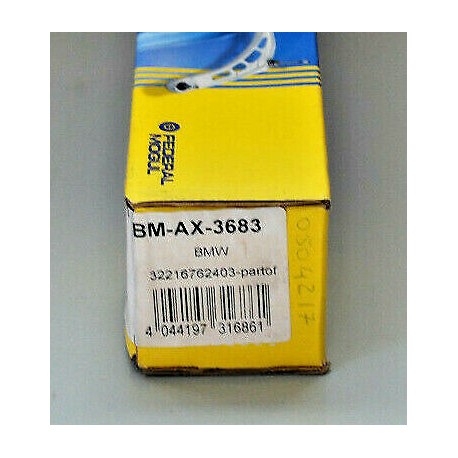 FEDERAL
MOGUL
BM-AX-3683
BMW
32216762403-partof
4 044197 316861
0504217